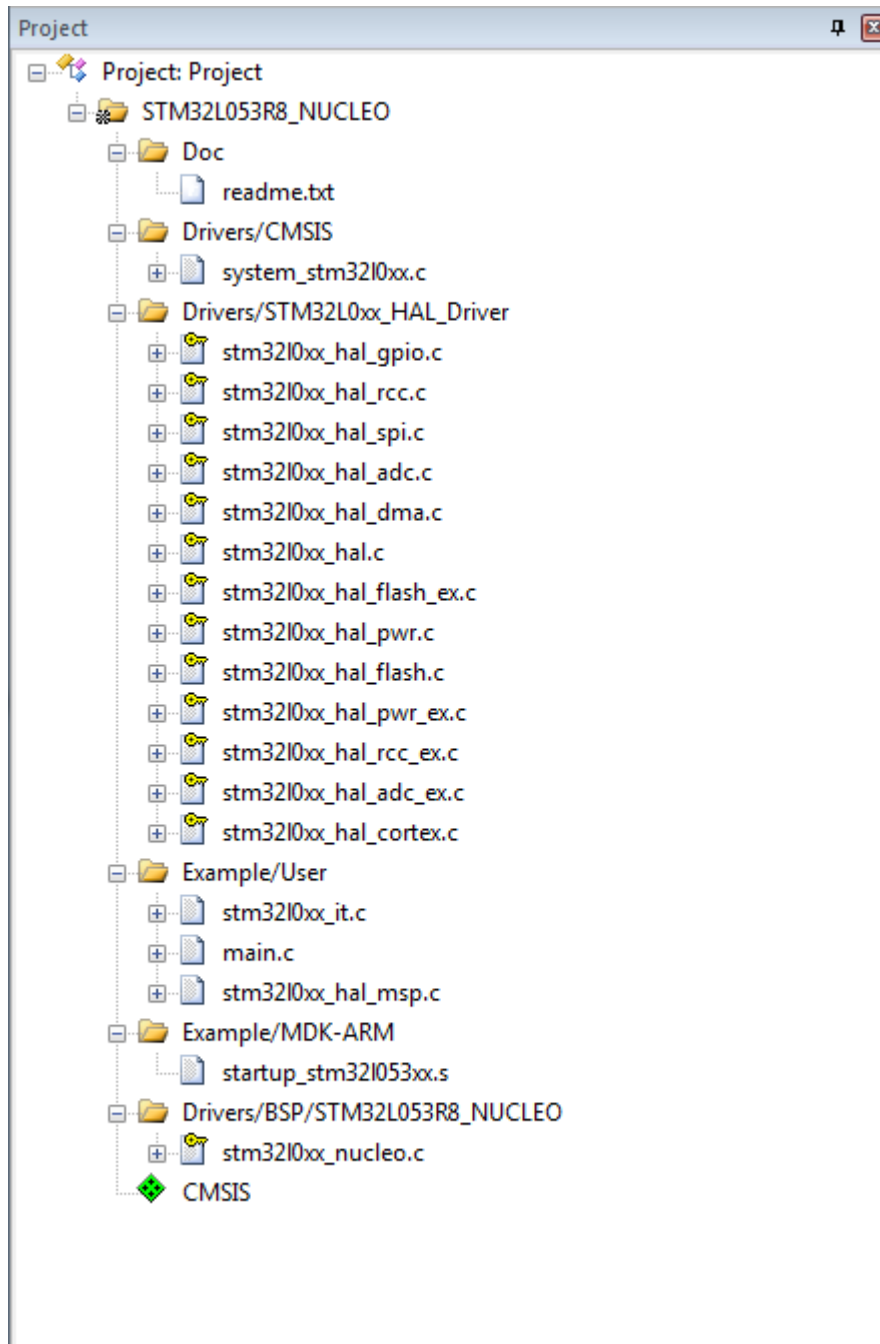 Project
Project: Project
STM32L053R8_NUCLEO
Doc
readme.txt
Drivers/CMSIS
system_stm32l0xx.c
Drivers/STM32L0xx_HAL_Driver
stm32l0xx_hal_gpio.c
stm32l0xx_hal_rcc.c
stm32l0xx_hal_spi.c
stm32l0xx_hal_adc.c
stm32l0xx_hal_dma.c
stm32l0xx_hal.c
stm32l0xx_hal_flash_ex.c
stm32l0xx_hal_pwr.c
stm32l0xx_hal_flash.c
stm32l0xx_hal_pwr_ex.c
stm32l0xx_hal_rcc_ex.c
stm32l0xx_hal_adc_ex.c
stm32l0xx_hal_cortex.c
Example/User
stm32l0xx_it.c
main.c
stm32l0xx_hal_msp.c
Example/MDK-ARM
startup_stm32l053xx.s
Drivers/BSP/STM32L053R8_NUCLEO
stm32l0xx_nucleo.c
CMSIS